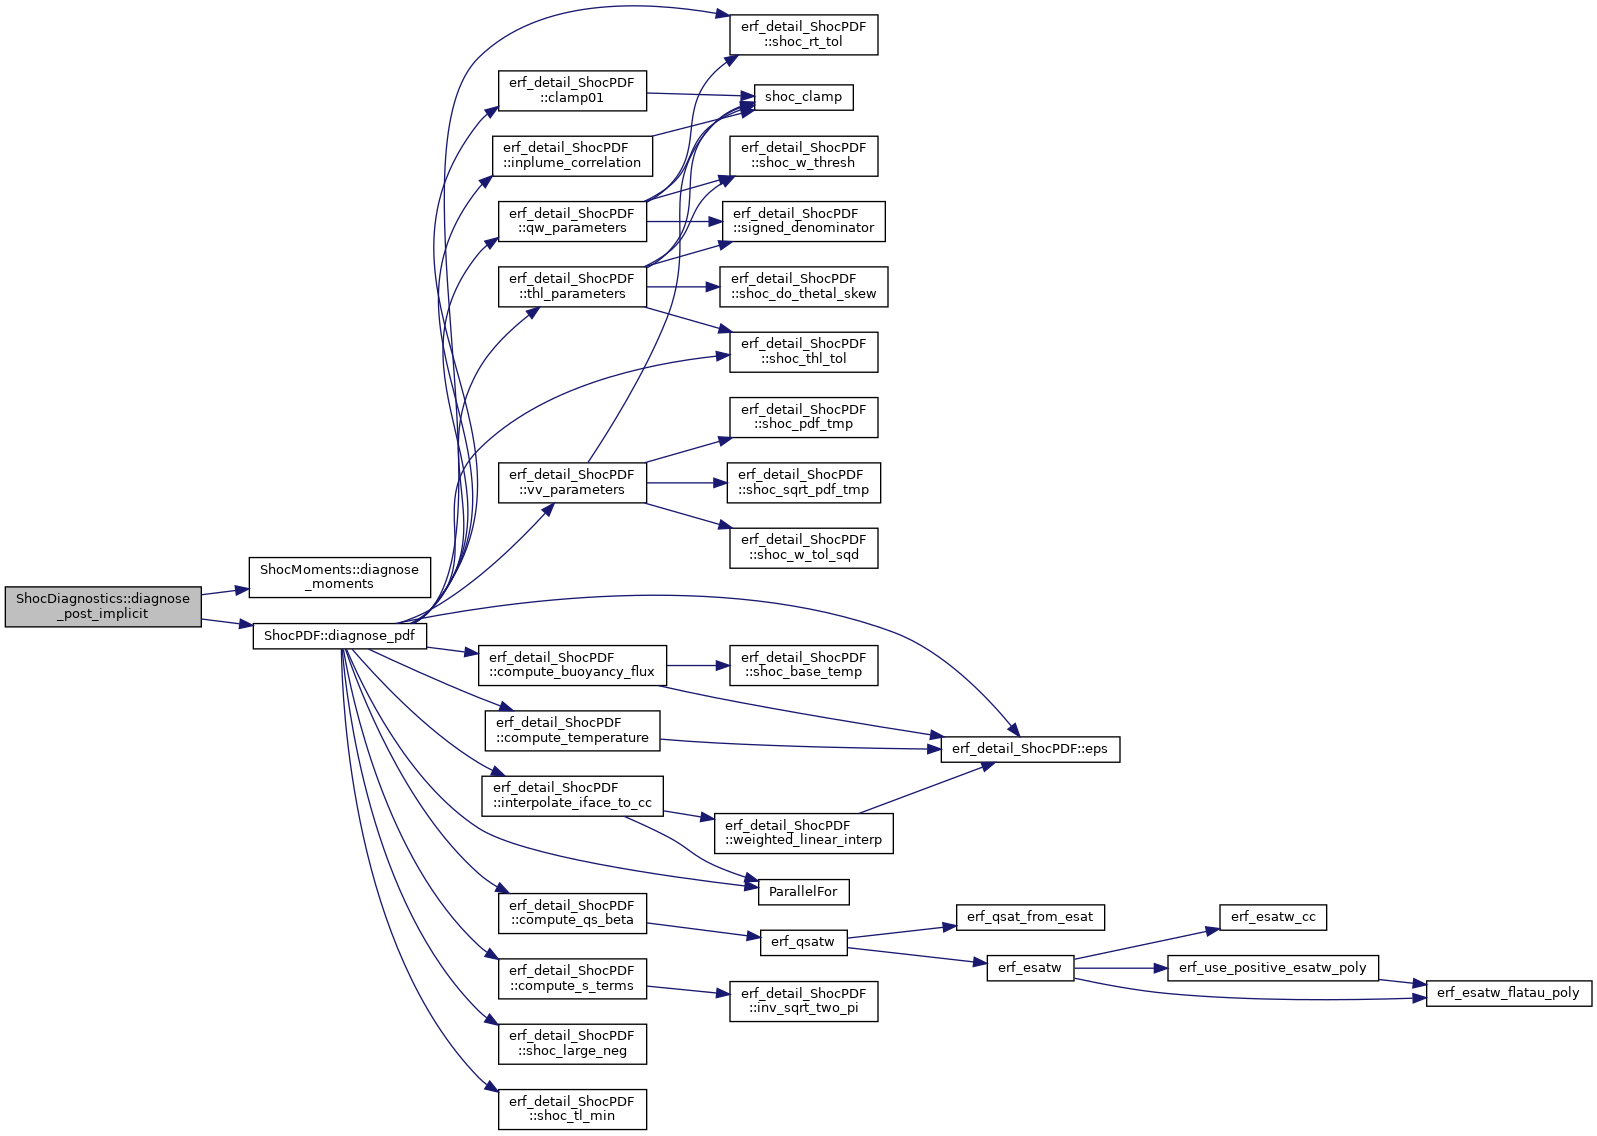 erf_detail_ShocPDF
::shoc_rt_tol
erf_detail_ShocPDF
::clamp01
shoc_clamp
erf_detail_ShocPDF
::inplume_correlation
erf_detail_ShocPDF
::shoc_w_thresh
erf_detail_ShocPDF
::qw_parameters
erf_detail_ShocPDF
::signed_denominator
erf_detail_ShocPDF
::thl_parameters
erf_detail_ShocPDF
::shoc_do_thetal_skew
erf_detail_ShocPDF
::shoc_thl_tol
erf_detail_ShocPDF
::shoc_pdf_tmp
erf_detail_ShocPDF
::vv_parameters
erf_detail_ShocPDF
::shoc_sqrt_pdf_tmp
erf_detail_ShocPDF
::shoc_w_tol_sqd
ShocMoments::diagnose
_moments
ShocDiagnostics::diagnose
_post_implicit
ShocPDF::diagnose_pdf
erf_detail_ShocPDF
::compute_buoyancy_flux
erf_detail_ShocPDF
::shoc_base_temp
erf_detail_ShocPDF
::compute_temperature
erf_detail_ShocPDF::eps
erf_detail_ShocPDF
::interpolate_iface_to_cc
erf_detail_ShocPDF
::weighted_linear_interp
ParallelFor
erf_detail_ShocPDF
::compute_qs_beta
erf_qsatw
erf_qsat_from_esat
erf_esatw_cc
erf_esatw
erf_use_positive_esatw_poly
erf_esatw_flatau_poly
erf_detail_ShocPDF
::compute_s_terms
erf_detail_ShocPDF
::inv_sqrt_two_pi
erf_detail_ShocPDF
::shoc_large_neg
erf_detail_ShocPDF
::shoc_tl_min